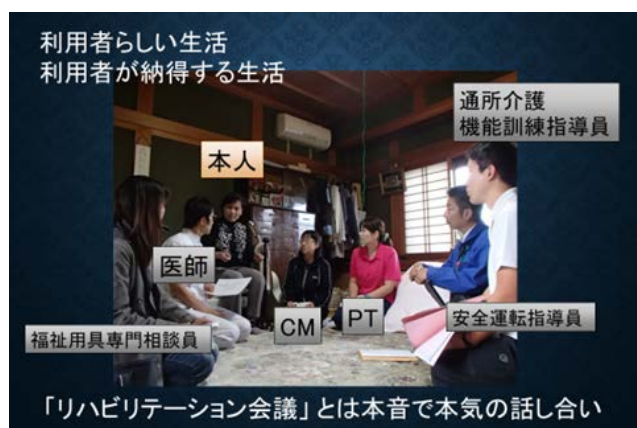 利用者らしい生活
利用者が納得する生活
通所介護
機能訓練指導員
本人
医師
CM
PT
安全運転指導員
福祉用具専門相談員
「リハビリテーション会議」とは本音で本気の話し合い